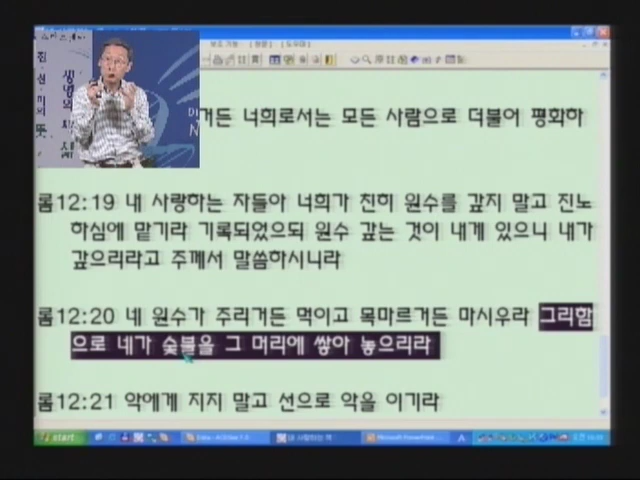 보조 기능
거든 너희로서는 모든 사람으로 더불어 평화하
롬12:19 내 사랑하는 자들아 너희가 친히 원수를 갚지 말고 진노
하심에 맡기라 기록되었으되 원수 갚는 것이 내게 있으니 내가
갚으리라고 주께서 말씀하시니라
롬12:20 네 원수가 주리거든 먹이고 목마르거든 마시우라 그리함
으로 네가 숯불을 그 머리에 쌓아 놓으리라
롬12:21 악에게 지지 말고 선으로 악을 이기라
start
Microsoft PowerPoint